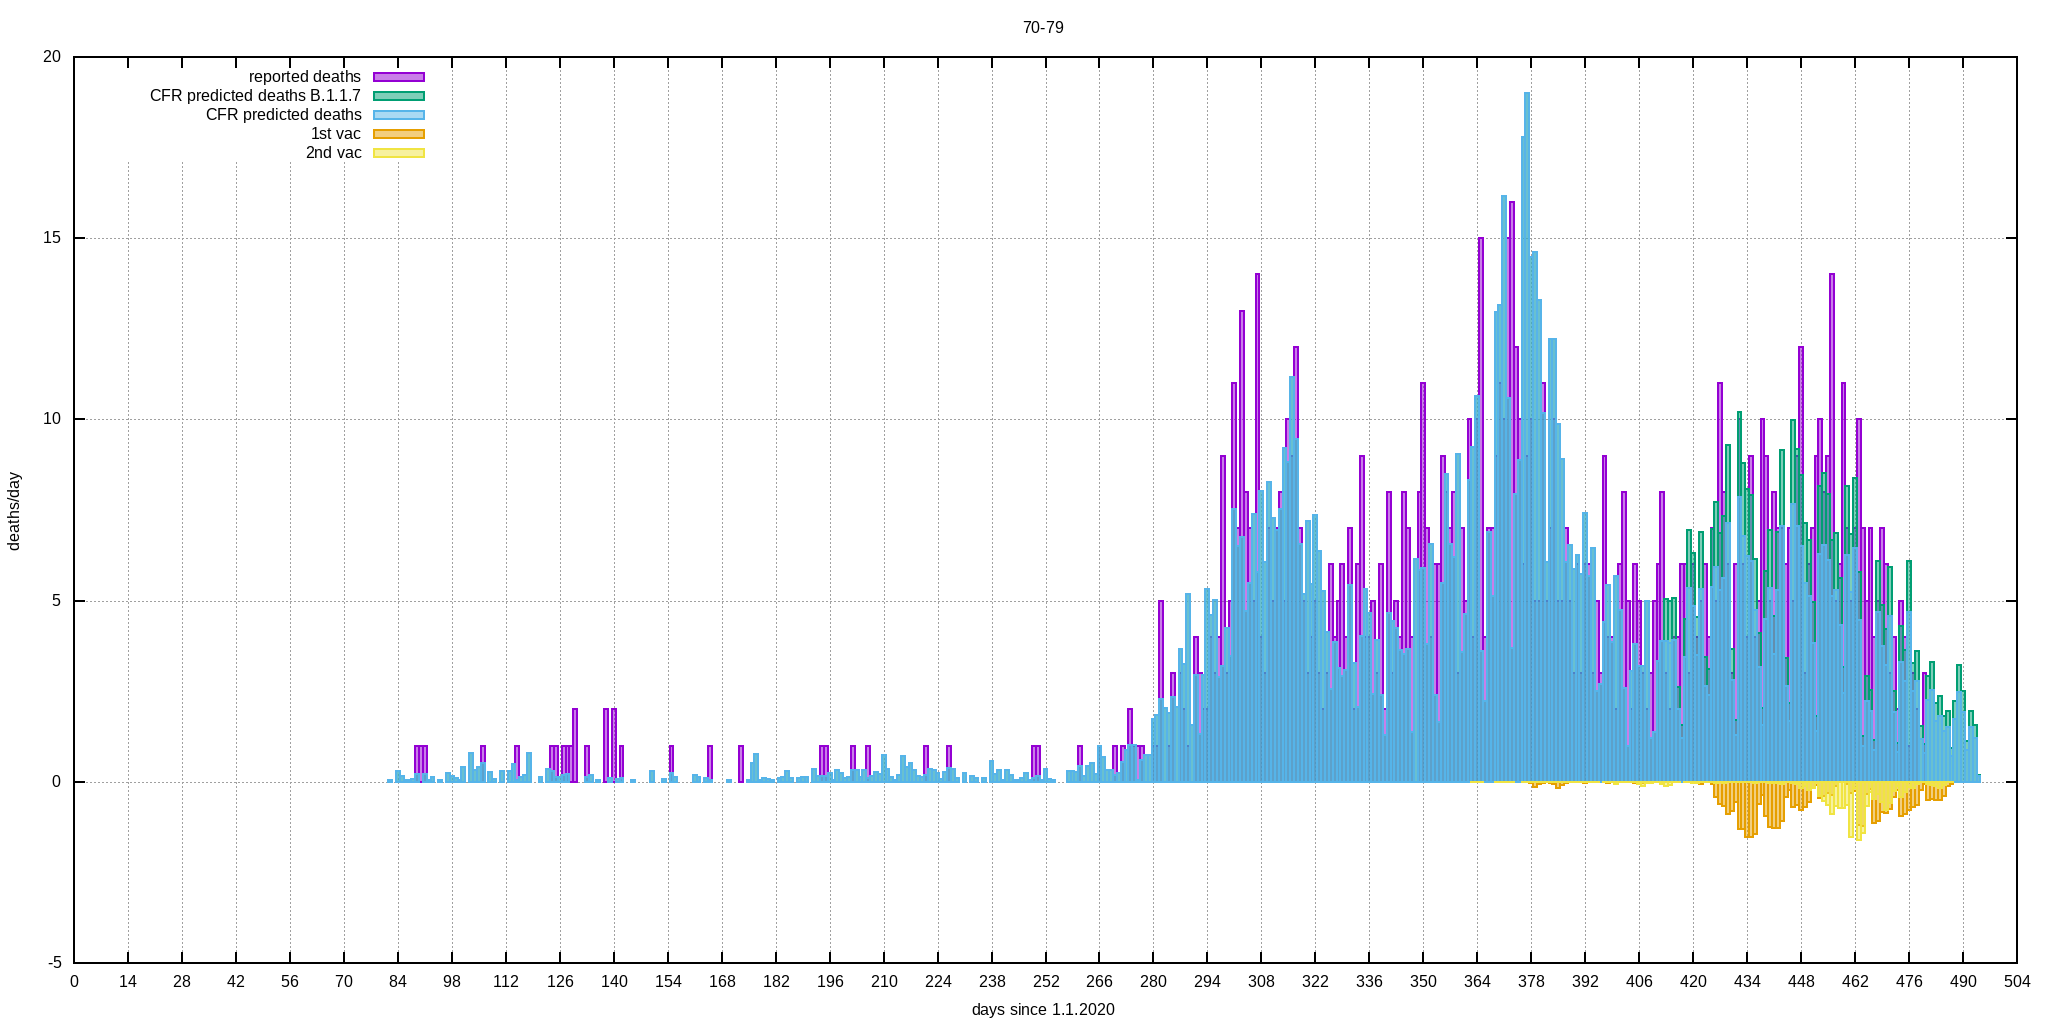 70-79
reported deaths
CFR predicted deaths B.1.1.7
CFR predicted deaths
1st vac
2nd vac
20
15
10
5
0
-5
deaths/day
0 14 28 42 56 70 84 98 112 126 140 154 168 182 196 210 224 238 252 266 280 294 308 322 336 350 364 378 392 406 420 434 448 462 476 490 504
days since 1.1.2020